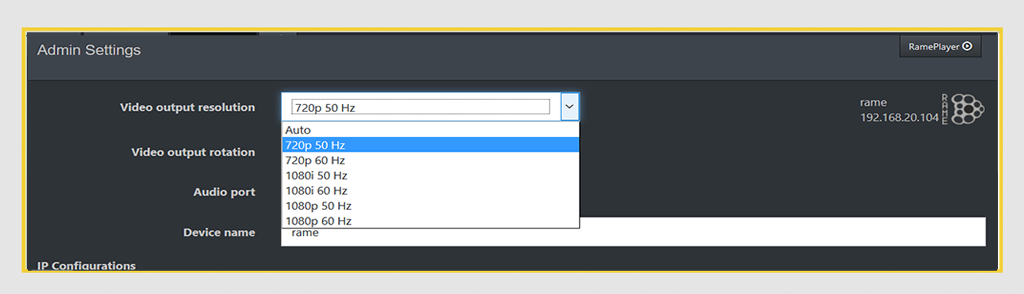 Admin Settings
RamePlayer
Video output resolution
720p 50 Hz
Auto
720p 50 Hz
720p 60 Hz
1080i 50 Hz
1080i 60 Hz
1080p 50 Hz
1080p 60 Hz
rame
192.168.20.104
RAME
Video output rotation
Audio port
Device name
rame
IP Configurations